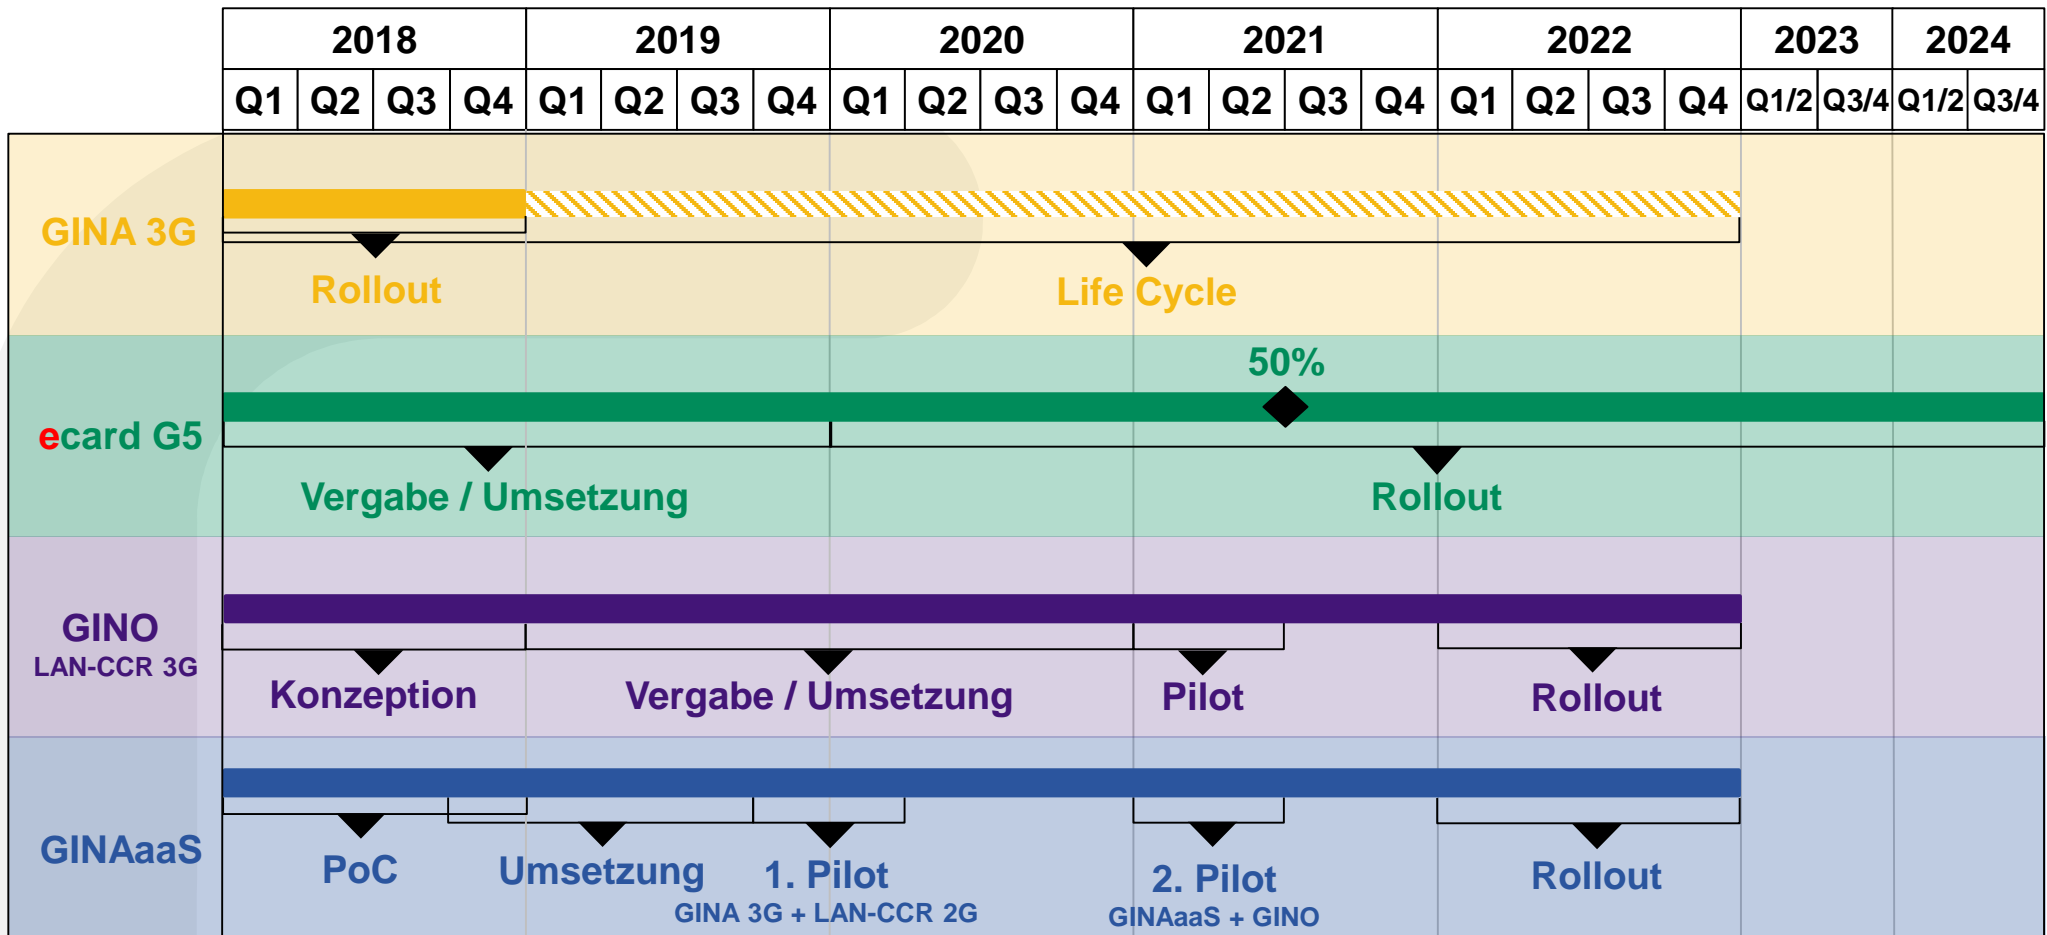 2018 2019 2020 2021 2022 2023 2024
Q1 Q2 Q3 Q4 Q1 Q2 Q3 Q4 Q1 Q2 Q3 Q4 Q1 Q2 Q3 Q4 Q1 Q2 Q3 Q4 Q1/2 Q3/4 Q1/2 Q3/4
GINA 3G
Rollout
Life Cycle
ecard G5
50%
Vergabe / Umsetzung
Rollout
GINO
LAN-CCR 3G
Konzeption
Vergabe / Umsetzung
Pilot
Rollout
GINAaaS
PoC
Umsetzung
1. Pilot
GINA 3G + LAN-CCR 2G
2. Pilot
GINAaaS + GINO
Rollout